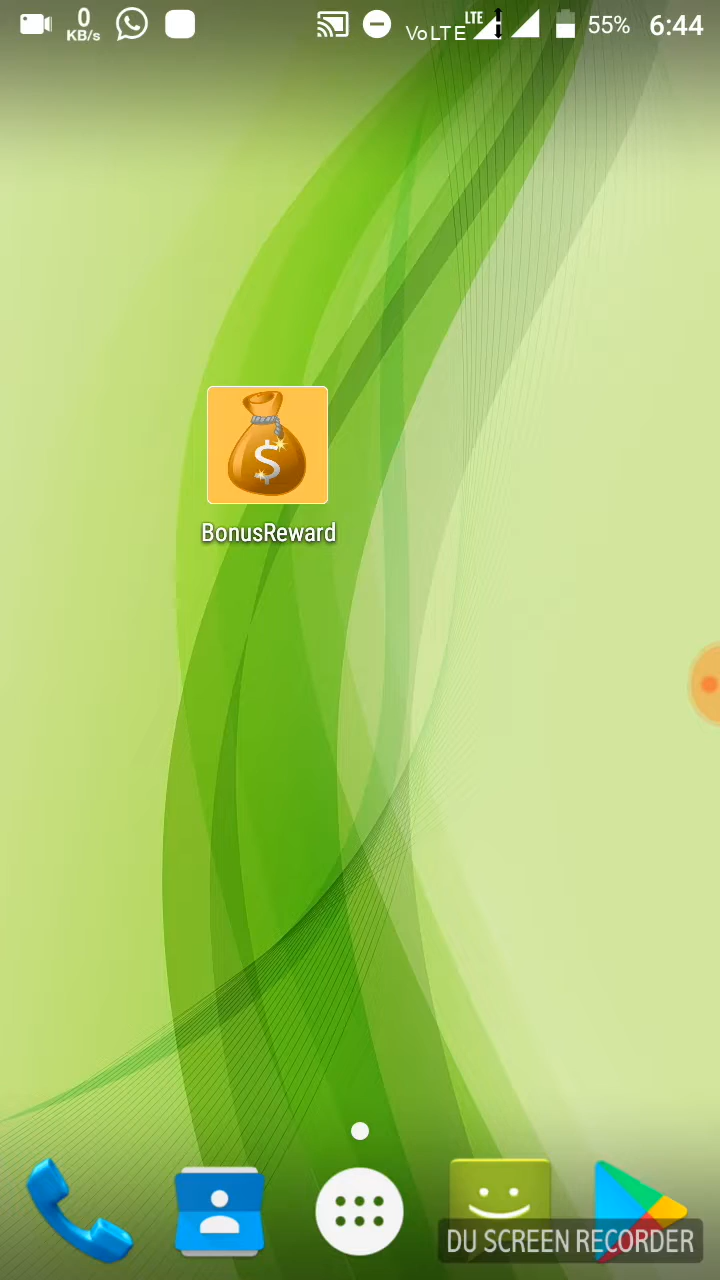 0
KB/s
VoLTE LTE 55% 6:44
$
BonusReward
DU SCREEN RECORDER